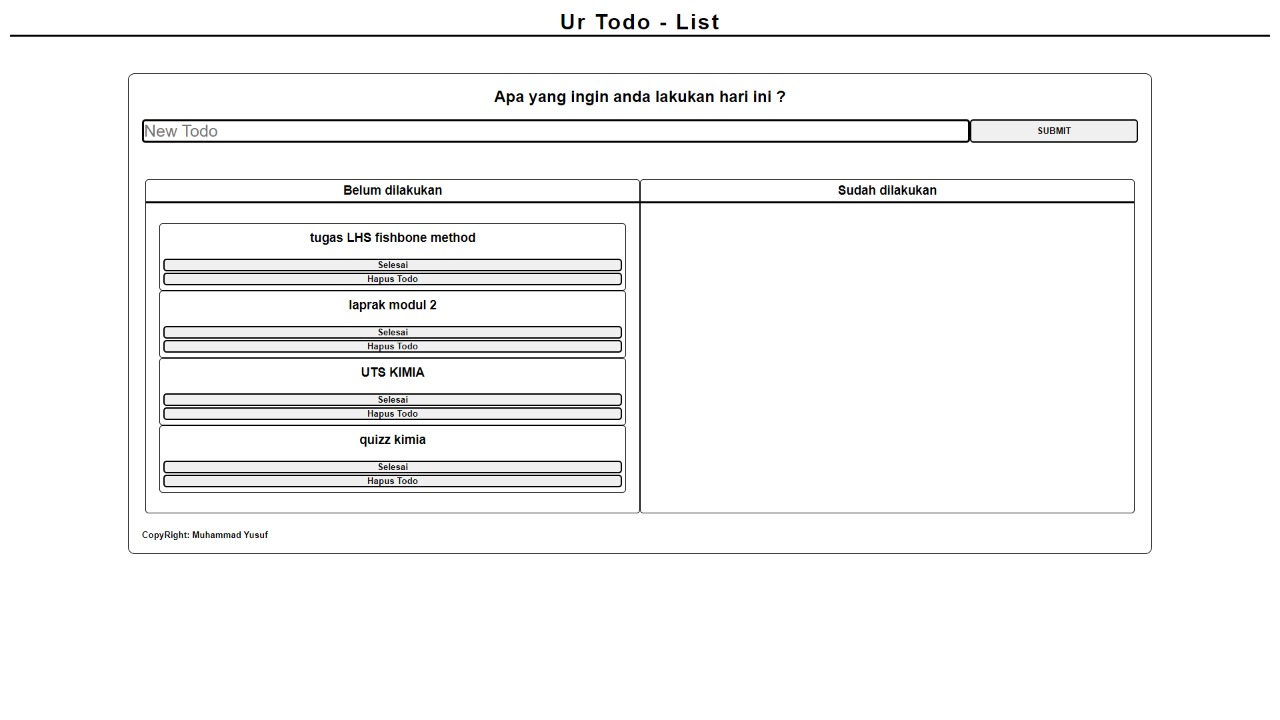 Ur Todo - List
Apa yang ingin anda lakukan hari ini ?
New Todo
SUBMIT
Belum dilakukan
Sudah dilakukan
tugas LHS fishbone method
Selesai
Hapus Todo
laprak modul 2
Selesai
Hapus Todo
UTS KIMIA
Selesai
Hapus Todo
quizz kimia
Selesai
Hapus Todo
CopyRight: Muhammad Yusuf